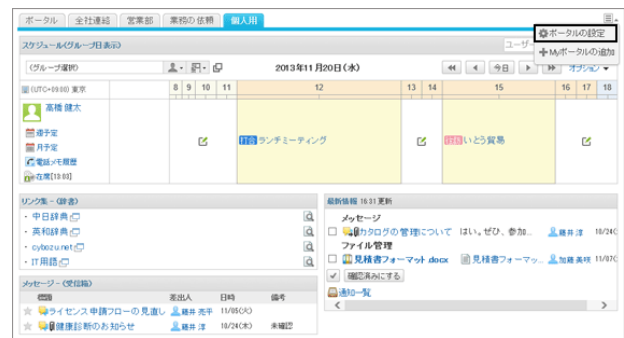 ポータル 全社連絡 営業部 業務の依頼 個人用
ポータルの設定
スケジュール(グループ日表示)
ユーザー
Myポータルの追加
(グループ選択)
2013年11月20日(水)
今日
オプション
(UTC+09:00) 東京
8 9 10 11 12 13 14 15 16 17 18
高橋 健太
打合 ランチミーティング
いとう貿易
週予定
月予定
電話メモ履歴
在席[13:03]
リンク集 - (辞書)
・中日辞典
・英和辞典
・cybozu.net
・IT用語
メッセージ - (受信箱)
標題 差出人 日時 備考
ライセンス申請フローの見直し 藤井 亮平 11/05(火)
健康診断のお知らせ 藤井 洋 10/24(木) 未確認
最新情報 16:31 更新
メッセージ
カタログの管理について はい。ぜひ、参加... 藤井 洋 10/24(
ファイル管理
見積書フォーマット.docx 見積書フォーマッ... 加藤 美咲 11/07(
確認済みにする
通知一覧